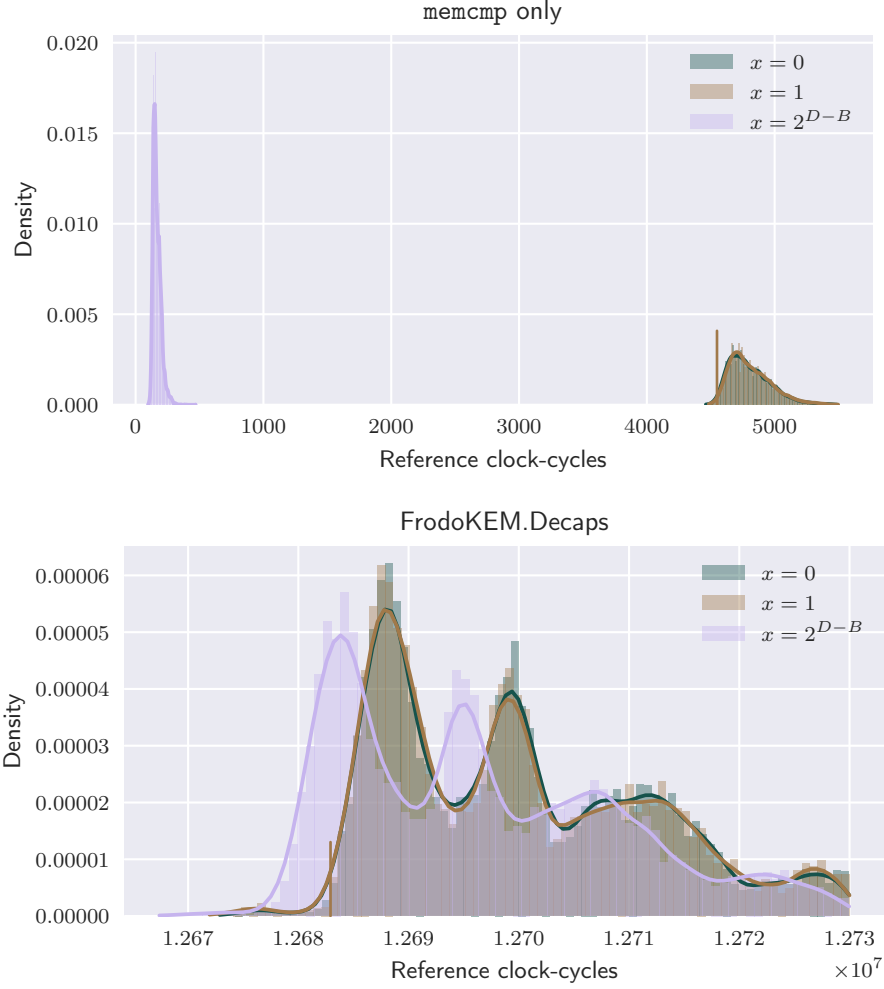 memcmp only
0.020
0.015
0.010
0.005
0.000
Density
x = 0
x = 1
x = 2^{D−B}
0 1000 2000 3000 4000 5000
Reference clock-cycles
FrodoKEM.Decaps
0.00006
0.00005
0.00004
0.00003
0.00002
0.00001
0.00000
Density
x = 0
x = 1
x = 2^{D−B}
1.267 1.268 1.269 1.270 1.271 1.272 1.273
Reference clock-cycles
×10^7